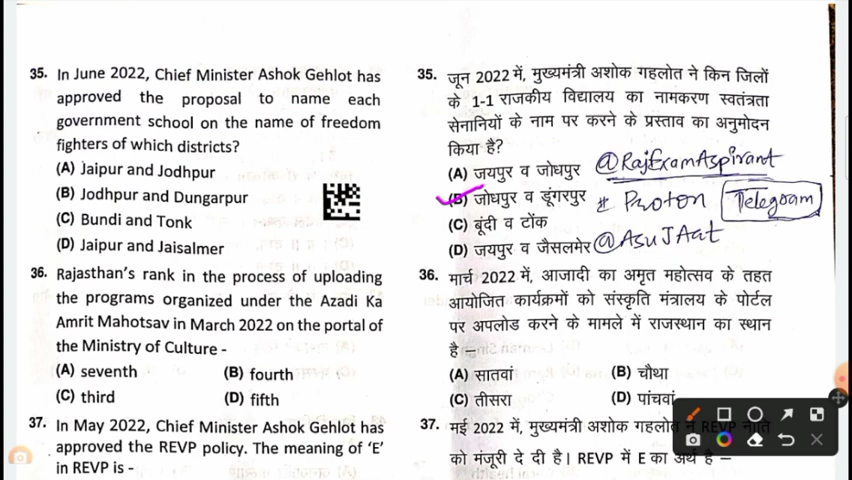 35. In June 2022, Chief Minister Ashok Gehlot has
approved the proposal to name each
government school on the name of freedom
fighters of which districts?
(A) Jaipur and Jodhpur
(B) Jodhpur and Dungarpur
(C) Bundi and Tonk
(D) Jaipur and Jaisalmer
36. Rajasthan's rank in the process of uploading
the programs organized under the Azadi Ka
Amrit Mahotsav in March 2022 on the portal of
the Ministry of Culture -
(A) seventh (B) fourth
(C) third (D) fifth
37. In May 2022, Chief Minister Ashok Gehlot has
approved the REVP policy. The meaning of 'E'
in REVP is -
35. जून 2022 में, मुख्यमंत्री अशोक गहलोत ने किन जिलों
के 1-1 राजकीय विद्यालय का नामकरण स्वतंत्रता
सेनानियों के नाम पर करने के प्रस्ताव का अनुमोदन
किया है?
(A) जयपुर व जोधपुर @RajExamAspirant
(B) जोधपुर व डूंगरपुर # Proton Telegram
(C) बूंदी व टोंक
(D) जयपुर व जैसलमेर @AsuJAat
36. मार्च 2022 में, आजादी का अमृत महोत्सव के तहत
आयोजित कार्यक्रमों को संस्कृति मंत्रालय के पोर्टल
पर अपलोड करने के मामले में राजस्थान का स्थान
है –
(A) सातवां (B) चौथा
(C) तीसरा (D) पांचवां
37. मई 2022 में, मुख्यमंत्री अशोक गहलोत ने REVP नीति
को मंजूरी दे दी है। REVP में E का अर्थ है –